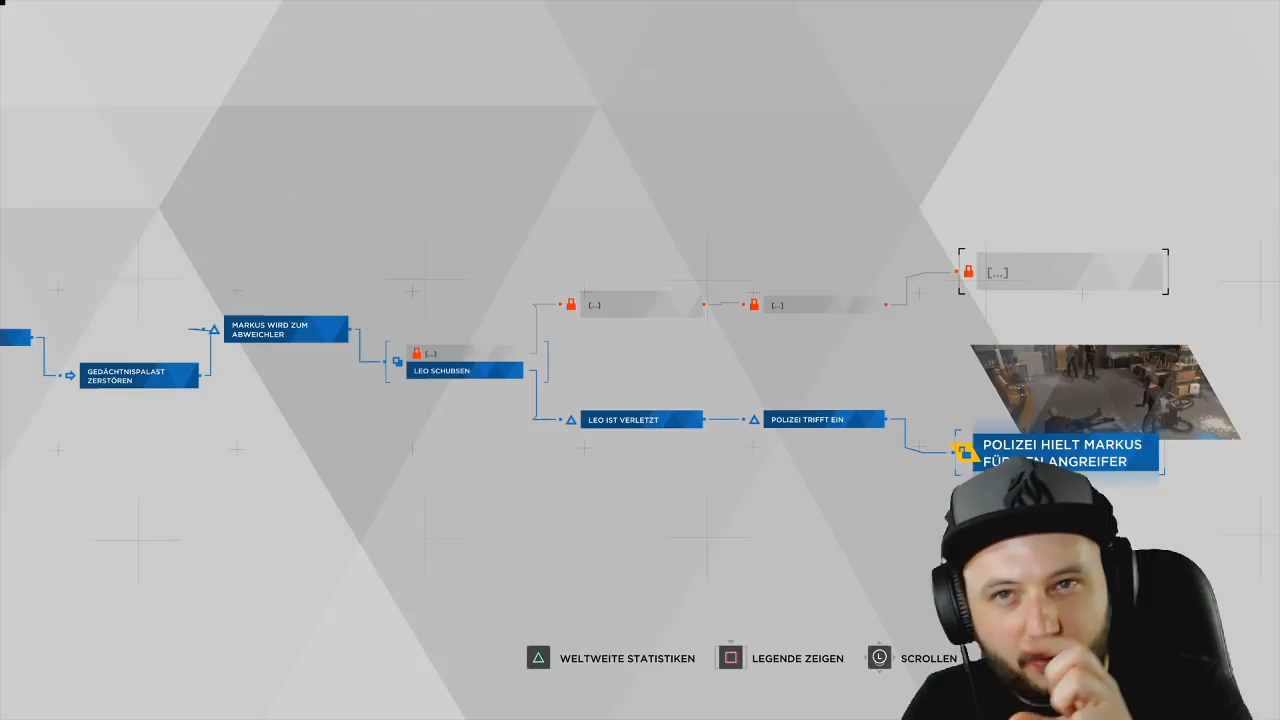 [...]
[...]
[...]
MARKUS WIRD ZUM
ABWEICHLER
[...]
GEDÄCHTNISPALAST
ZERSTÖREN
LEO SCHUBSEN
LEO IST VERLETZT
POLIZEI TRIFFT EIN
POLIZEI HIELT MARKUS
ANGREIFER
WELTWEITE STATISTIKEN
LEGENDE ZEIGEN
L
SCROLLEN